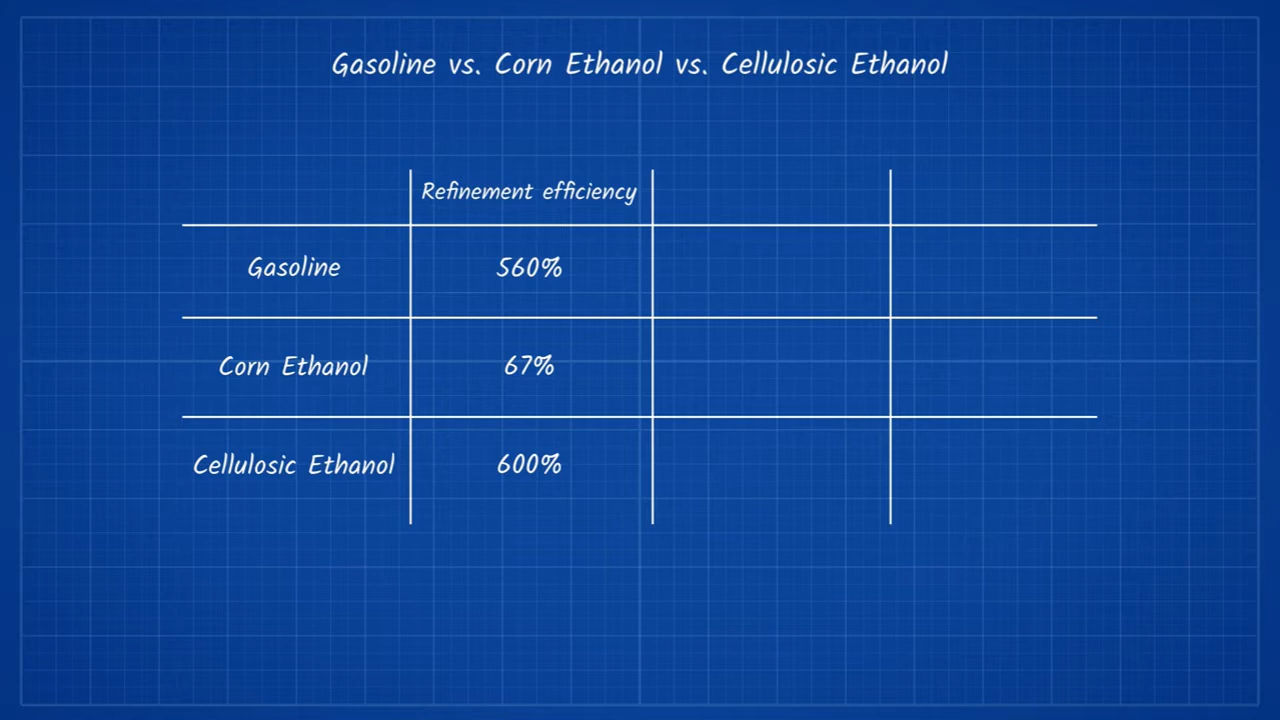 Gasoline vs. Corn Ethanol vs. Cellulosic Ethanol
Refinement efficiency
Gasoline 560%
Corn Ethanol 67%
Cellulosic Ethanol 600%